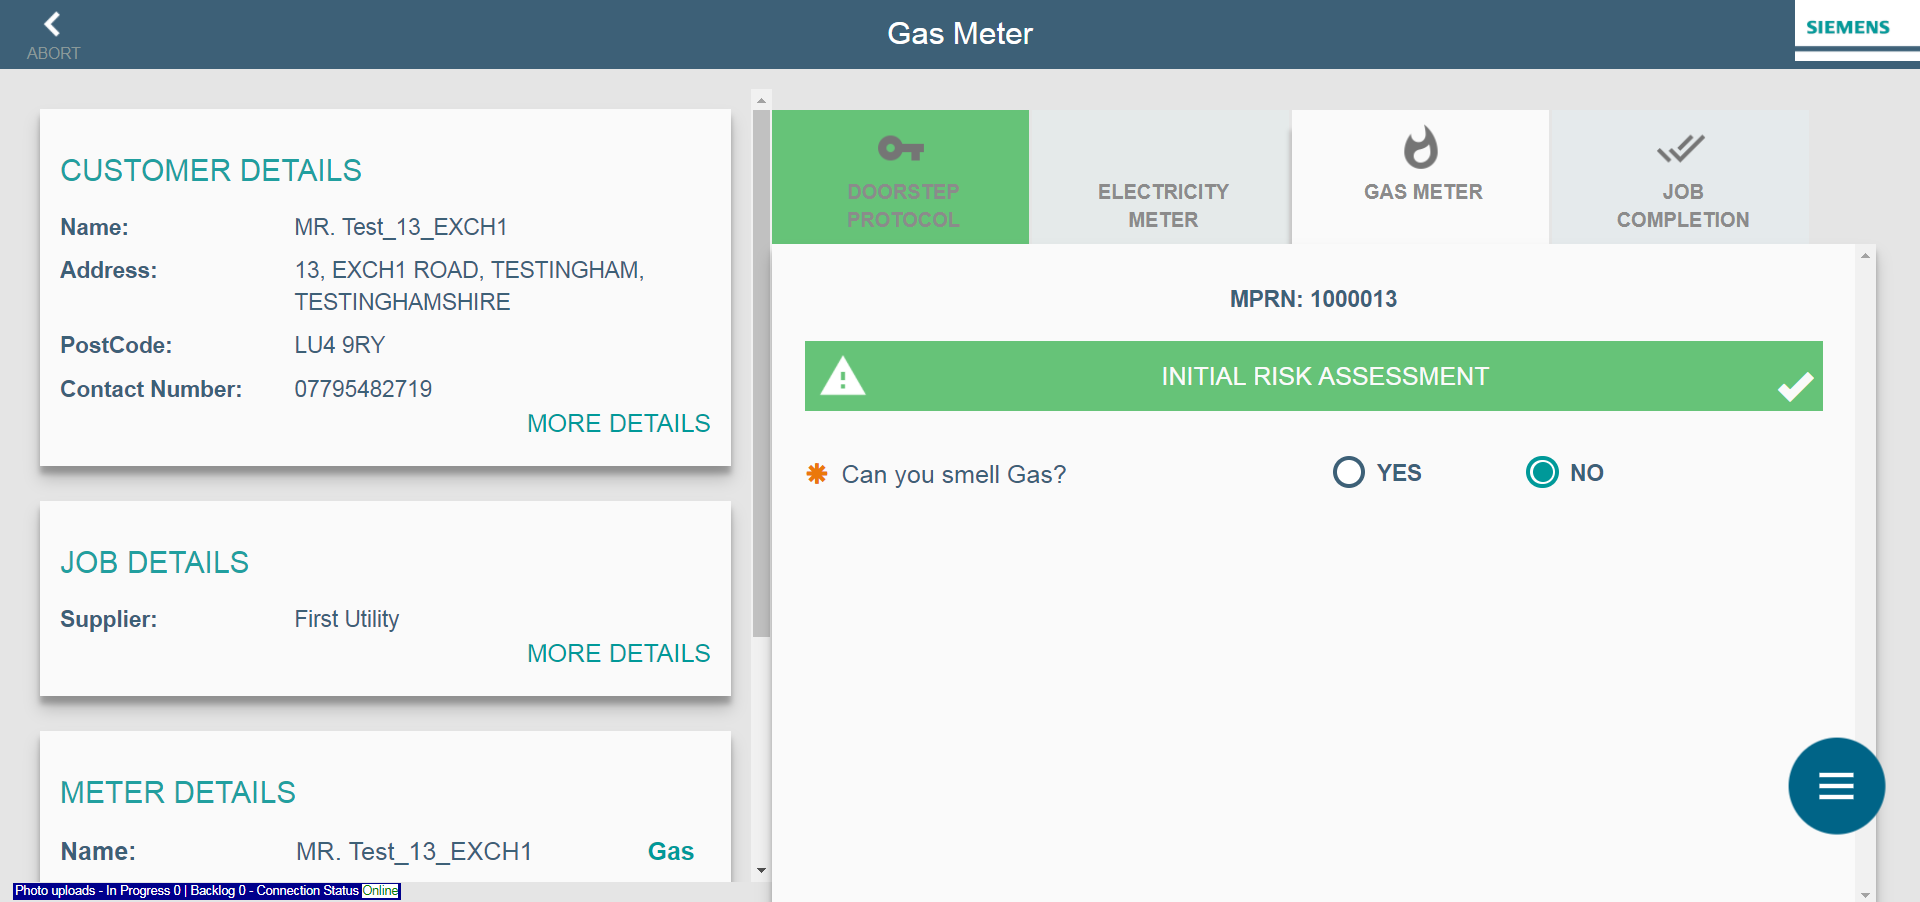 ABORT
Gas Meter
SIEMENS
CUSTOMER DETAILS
Name: MR. Test_13_EXCH1
Address: 13, EXCH1 ROAD, TESTINGHAM,
TESTINGHAMSHIRE
PostCode: LU4 9RY
Contact Number: 07795482719
MORE DETAILS
JOB DETAILS
Supplier: First Utility
MORE DETAILS
METER DETAILS
Name: MR. Test_13_EXCH1 Gas
Photo uploads - In Progress 0 | Backlog 0 - Connection Status Online
DOORSTEP
PROTOCOL
ELECTRICITY
METER
GAS METER
JOB
COMPLETION
MPRN: 1000013
INITIAL RISK ASSESSMENT
Can you smell Gas? YES NO